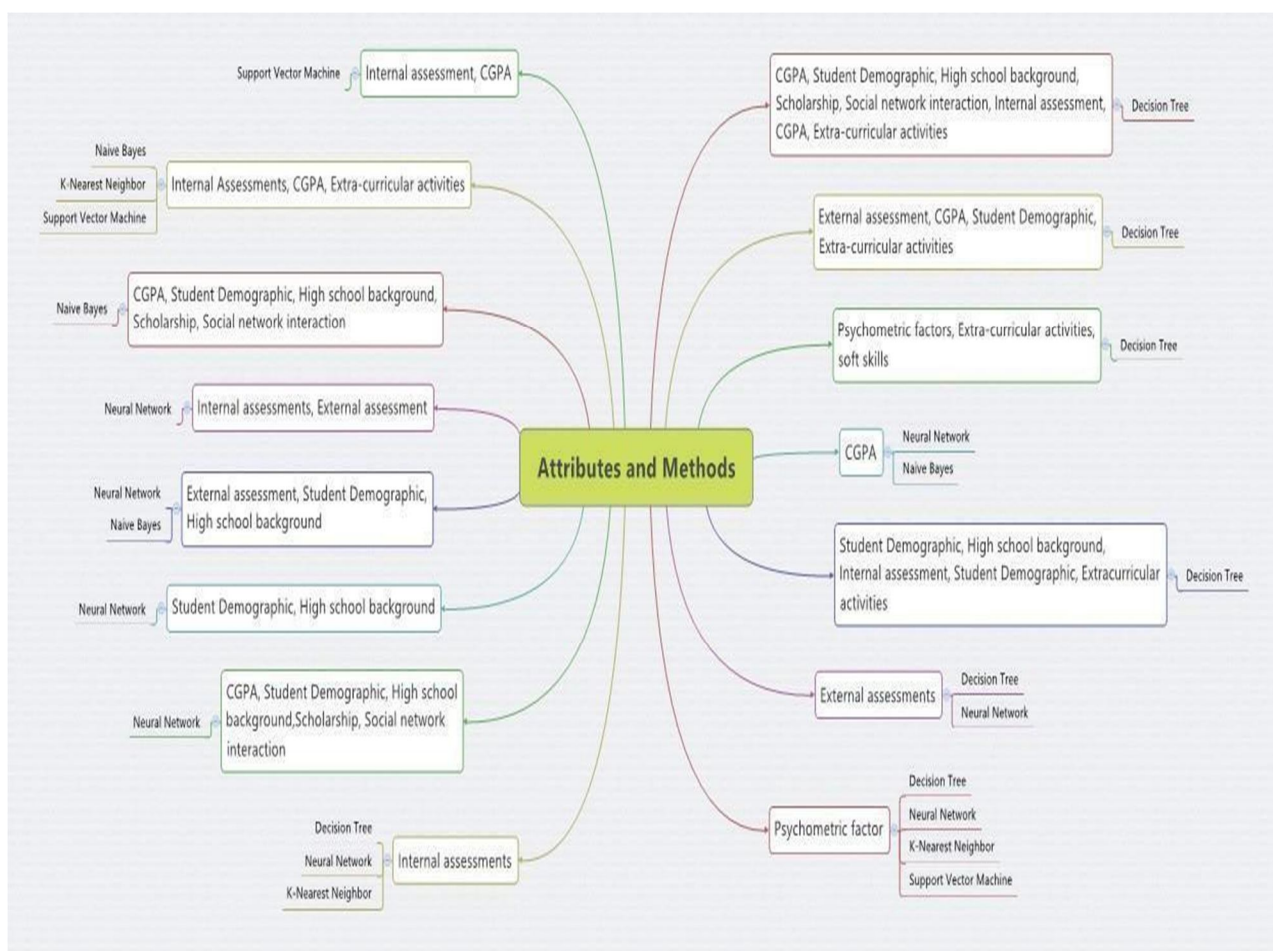 Attributes and Methods
Internal assessment, CGPA
Support Vector Machine
Internal Assessments, CGPA, Extra-curricular activities
Naive Bayes
K-Nearest Neighbor
Support Vector Machine
CGPA, Student Demographic, High school background,
Scholarship, Social network interaction
Naive Bayes
Internal assessments, External assessment
Neural Network
External assessment, Student Demographic,
High school background
Neural Network
Naive Bayes
Student Demographic, High school background
Neural Network
CGPA, Student Demographic, High school
background,Scholarship, Social network
interaction
Neural Network
Internal assessments
Decision Tree
Neural Network
K-Nearest Neighbor
CGPA, Student Demographic, High school background,
Scholarship, Social network interaction, Internal assessment,
CGPA, Extra-curricular activities
Decision Tree
External assessment, CGPA, Student Demographic,
Extra-curricular activities
Decision Tree
Psychometric factors, Extra-curricular activities,
soft skills
Decision Tree
CGPA
Neural Network
Naive Bayes
Student Demographic, High school background,
Internal assessment, Student Demographic, Extracurricular
activities
Decision Tree
External assessments
Decision Tree
Neural Network
Psychometric factor
Decision Tree
Neural Network
K-Nearest Neighbor
Support Vector Machine